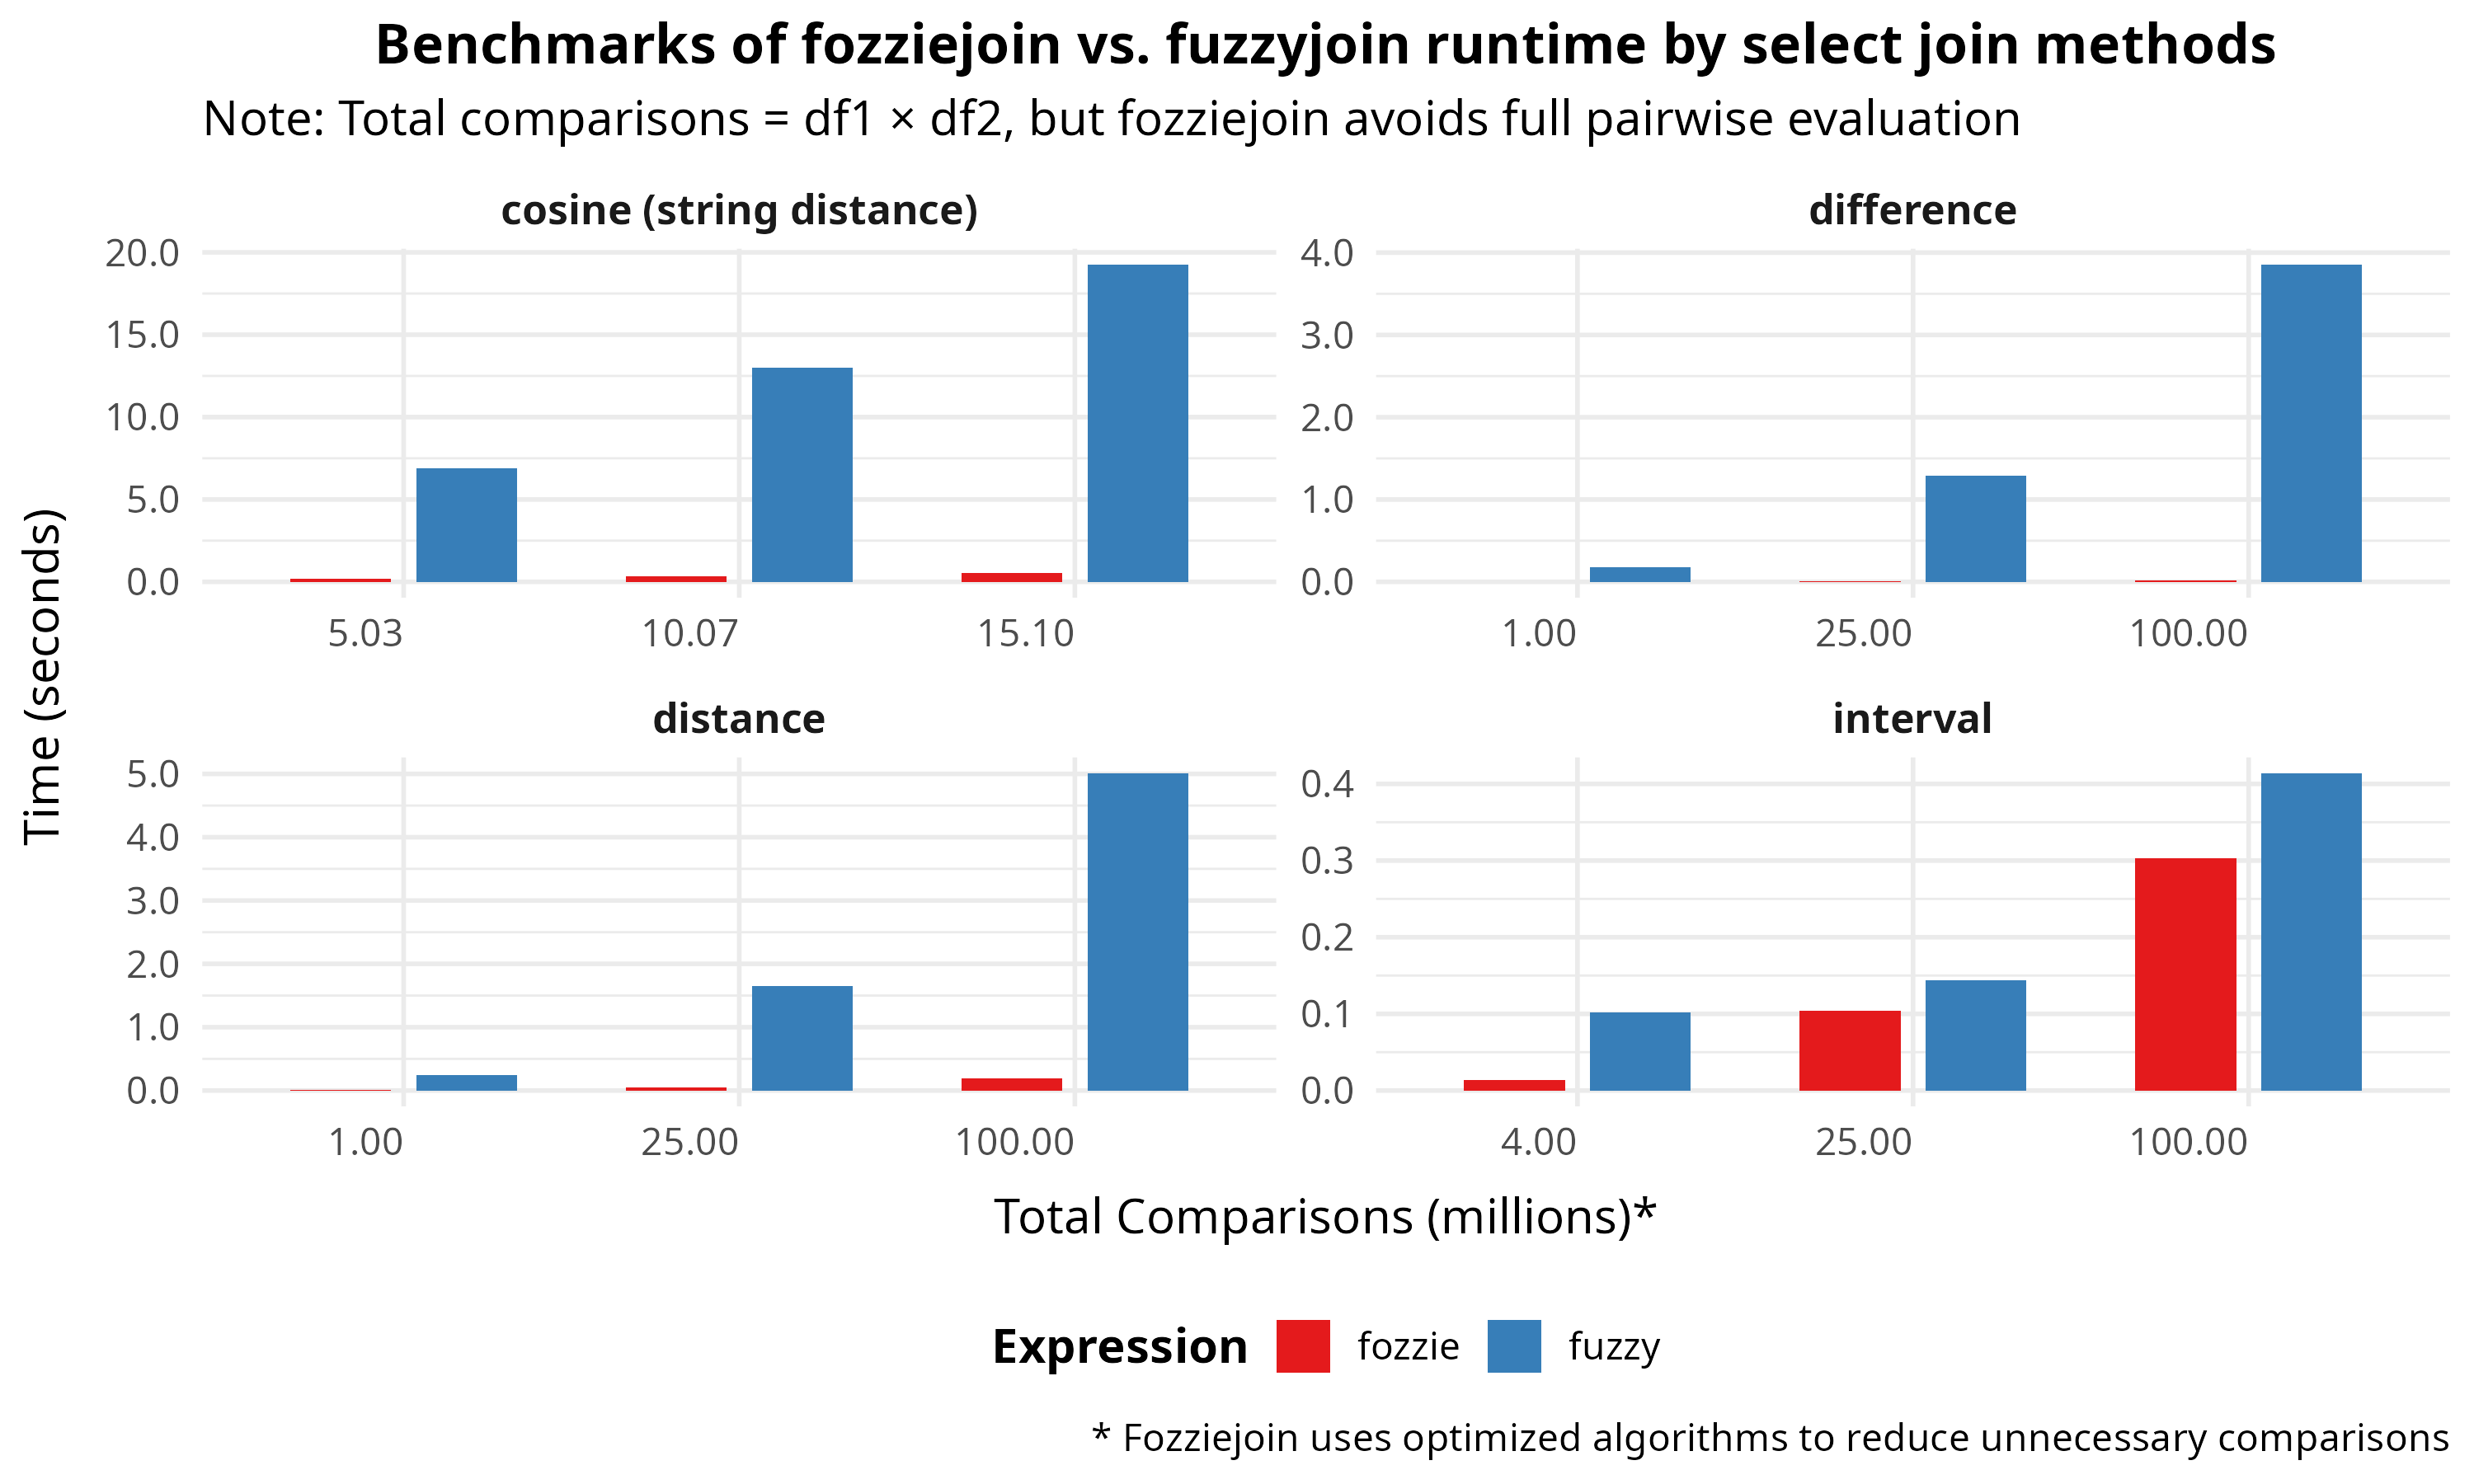 Benchmarks of fozziejoin vs. fuzzyjoin runtime by select join methods
Note: Total comparisons = df1 × df2, but fozziejoin avoids full pairwise evaluation
Time (seconds)
cosine (string distance)
20.0
15.0
10.0
5.0
0.0
5.03 10.07 15.10
difference
4.0
3.0
2.0
1.0
0.0
1.00 25.00 100.00
distance
5.0
4.0
3.0
2.0
1.0
0.0
1.00 25.00 100.00
interval
0.4
0.3
0.2
0.1
0.0
4.00 25.00 100.00
Total Comparisons (millions)*
Expression fozzie fuzzy
* Fozziejoin uses optimized algorithms to reduce unnecessary comparisons